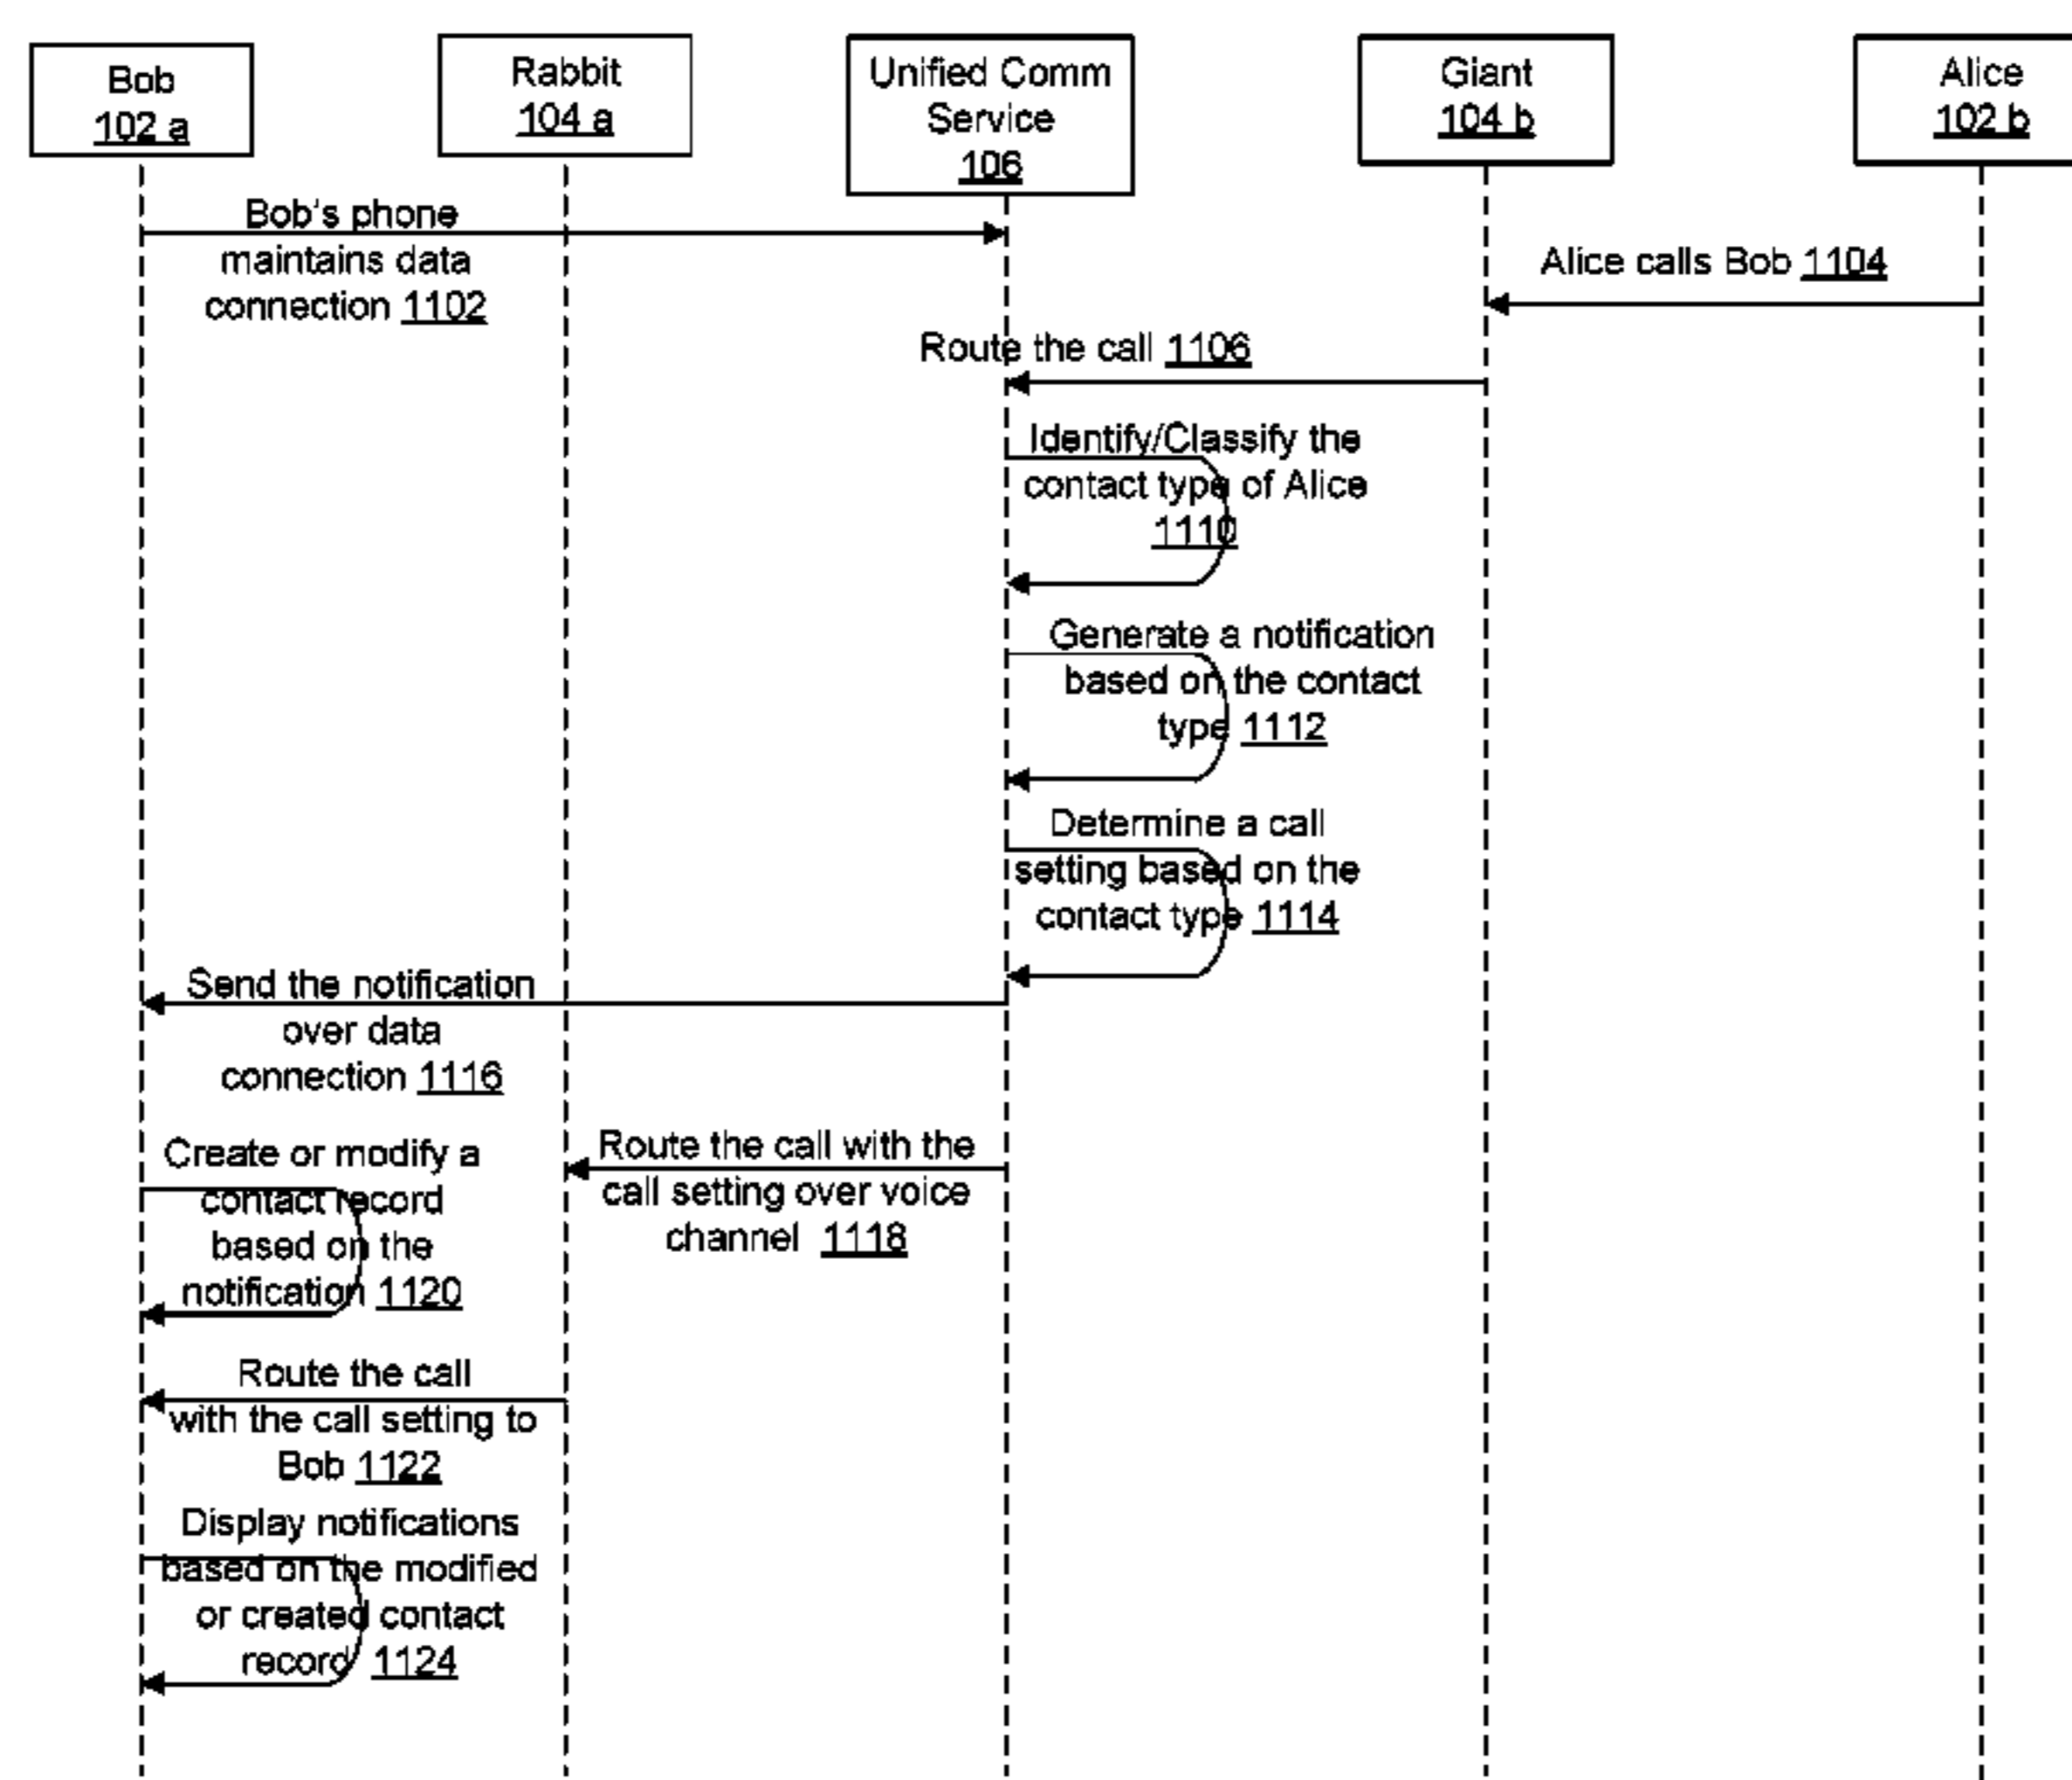 Bob
102 a
Rabbit
104 a
Unified Comm
Service
106
Giant
104 b
Alice
102 b
Bob's phone
maintains data
connection 1102
Alice calls Bob 1104
Route the call 1106
Identify/Classify the
contact type of Alice
1110
Generate a notification
based on the contact
type 1112
Determine a call
setting based on the
contact type 1114
Send the notification
over data
connection 1116
Route the call with the
call setting over voice
channel 1118
Create or modify a
contact record
based on the
notification 1120
Route the call
with the call setting to
Bob 1122
Display notifications
based on the modified
or created contact
record 1124